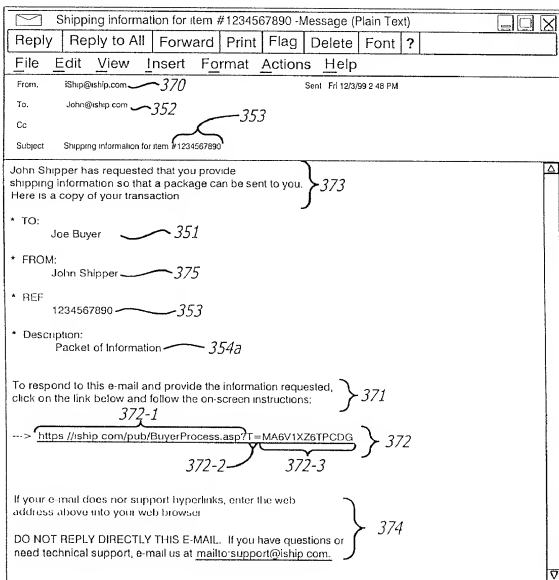 Shipping information for item #1234567890 -Message (Plain Text)
Reply Reply to All Forward Print Flag Delete Font ?
File Edit View Insert Format Actions Help
From. iShip@iship.com 370 Sent Fri 12/3/99 2 48 PM
To. John@iship com 352
353
Cc
Subject Shipping information for item #1234567890
John Shipper has requested that you provide
shipping information so that a package can be sent to you. 373
Here is a copy of your transaction
* TO:
Joe Buyer 351
* FROM:
John Shipper 375
* REF
1234567890 353
* Description:
Packet of Information 354a
To respond to this e-mail and provide the information requested,
click on the link below and follow the on-screen instructions; 371
372-1
---> https //iship com/pub/BuyerProcess.asp?T=MA6V1XZ6TPCDG 372
372-2 372-3
If your e-mail does nor support hyperlinks, enter the web
address above into your web browser
374
DO NOT REPLY DIRECTLY THIS E-MAIL. If you have questions or
need technical support, e-mail us at mailto:support@iship com.